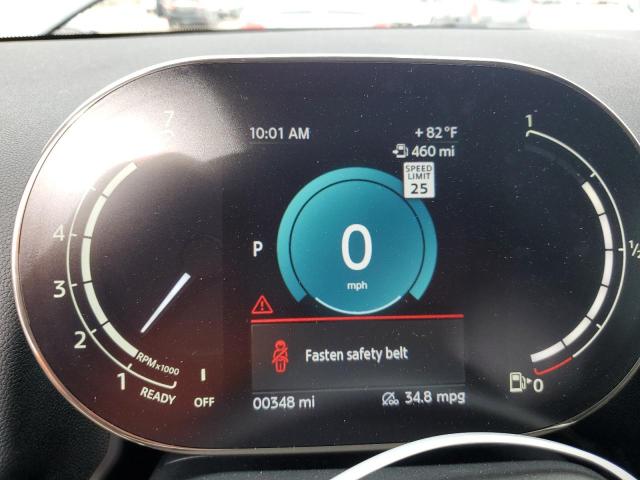 7
10:01 AM
+ 82°F
460 mi
SPEED
LIMIT
25
1
4
3
2
1
RPM x1000
READY
OFF
P
0
mph
1/2
0
Fasten safety belt
00348 mi
34.8 mpg